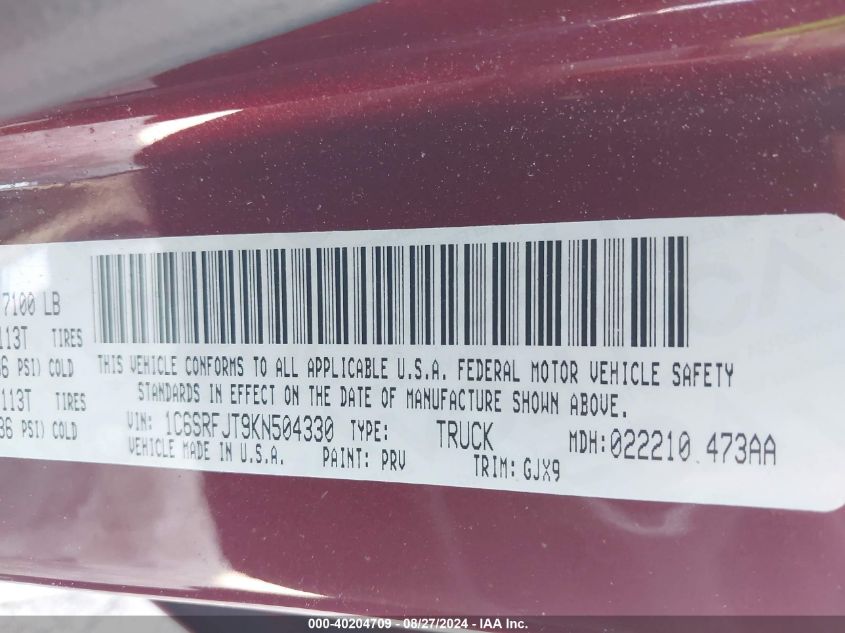 7100 LB
113T TIRES
36 PSI) COLD
113T TIRES
36 PSI) COLD
THIS VEHICLE CONFORMS TO ALL APPLICABLE U.S.A. FEDERAL MOTOR VEHICLE SAFETY
STANDARDS IN EFFECT ON THE DATE OF MANUFACTURE SHOWN ABOVE.
VIN: 1C6SRFJT9KN504330 TYPE: TRUCK MDH: 022210 473AA
VEHICLE MADE IN U.S.A. PAINT: PRV TRIM: GJX9
000-40204709 - 08/27/2024 - IAA Inc.